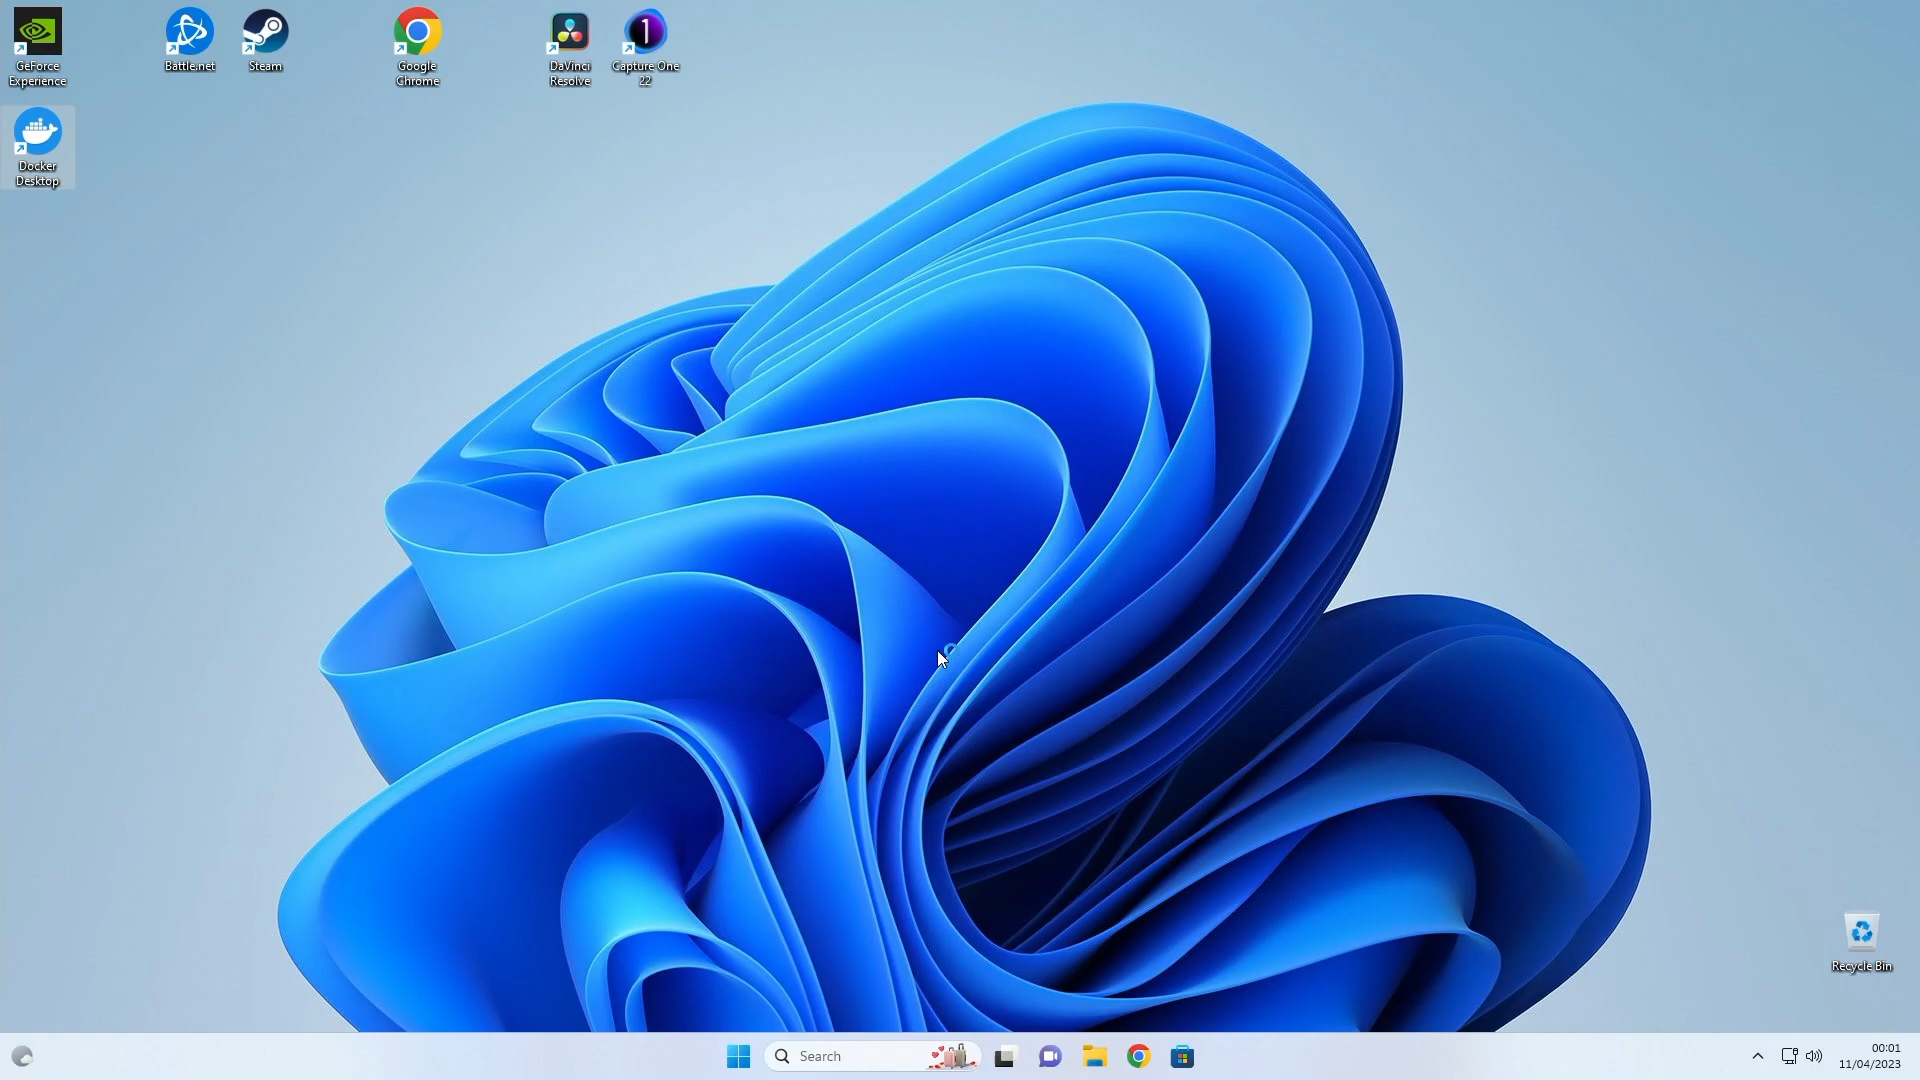 GeForce
Experience
Battle.net
Steam
Google
Chrome
DaVinci
Resolve
Capture One
22
Docker
Desktop
Recycle Bin
Search
00:01
11/04/2023